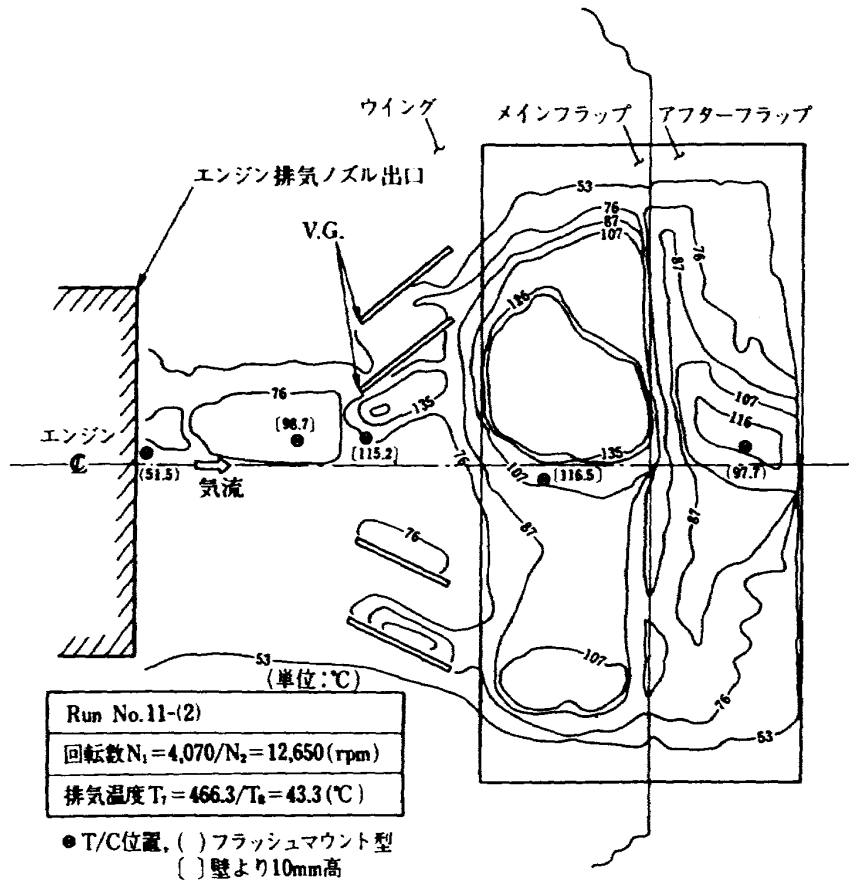 ウイング
メインフラップ
アフターフラップ
エンジン排気ノズル出口
V.G.
53
76
87
107
76
87
126
76
[98.7]
135
[115.2]
107
116
エンジン
℄
(51.5)
気流
76
107
135
[116.5]
(97.7)
87
87
76
107
76
53
53
(単位:℃)
Run No.11-(2)
回転数N₁=4,070/N₂=12,650(rpm)
排気温度T₇=466.3/T₈=43.3(℃)
T/C位置, ( ) フラッシュマウント型
[ ] 壁より10mm高